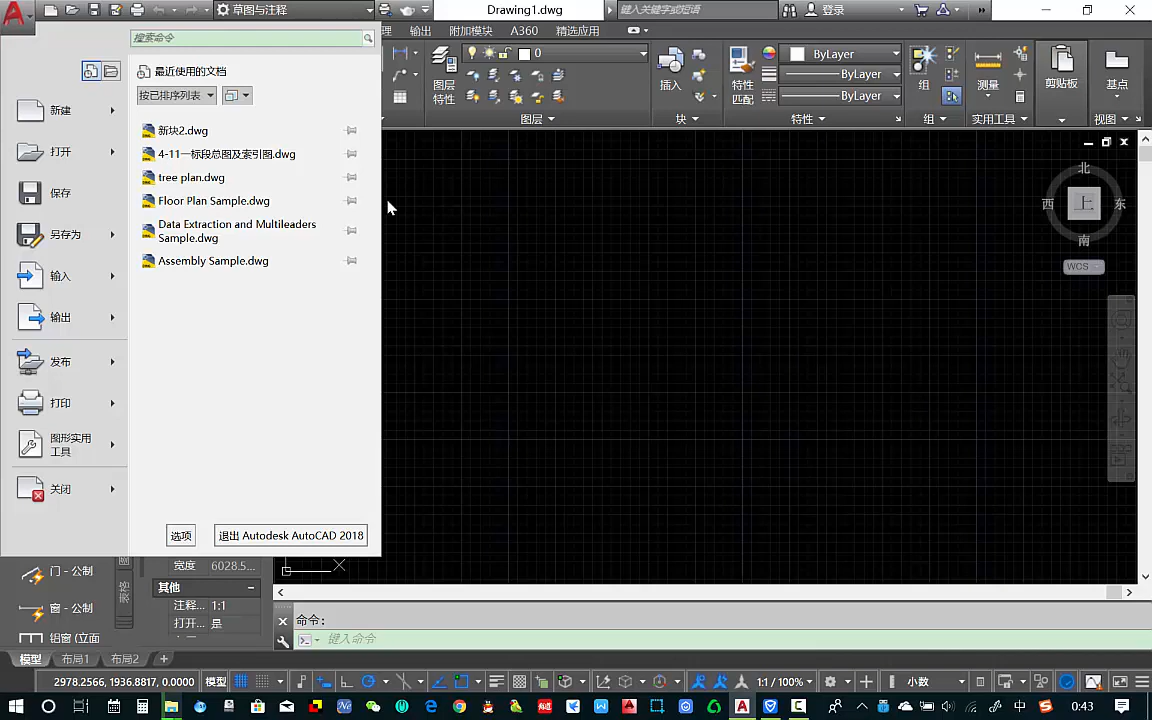 草图与注释
Drawing1.dwg
键入关键字或短语
登录
输出
附加模块
A360
精选应用
搜索命令
最近使用的文档
按已排序列表
新块2.dwg
4-11一标段总图及索引图.dwg
tree plan.dwg
Floor Plan Sample.dwg
Data Extraction and Multileaders
Sample.dwg
Assembly Sample.dwg
新建
打开
保存
另存为
输入
输出
发布
打印
图形实用
工具
关闭
选项
退出 Autodesk AutoCAD 2018
0
图层
特性
图层
插入
块
特性
匹配
ByLayer
ByLayer
ByLayer
特性
组
组
测量
实用工具
剪贴板
基点
视图
北
西
上
东
南
WCS
门 - 公制
窗 - 公制
铝窗 (立面
表格
宽度 6028.5...
其他
注释... 1:1
打开... 是
命令:
键入命令
模型
布局1
布局2
2978.2566, 1936.8817, 0.0000
模型
1:1 / 100%
小数
中
0:43